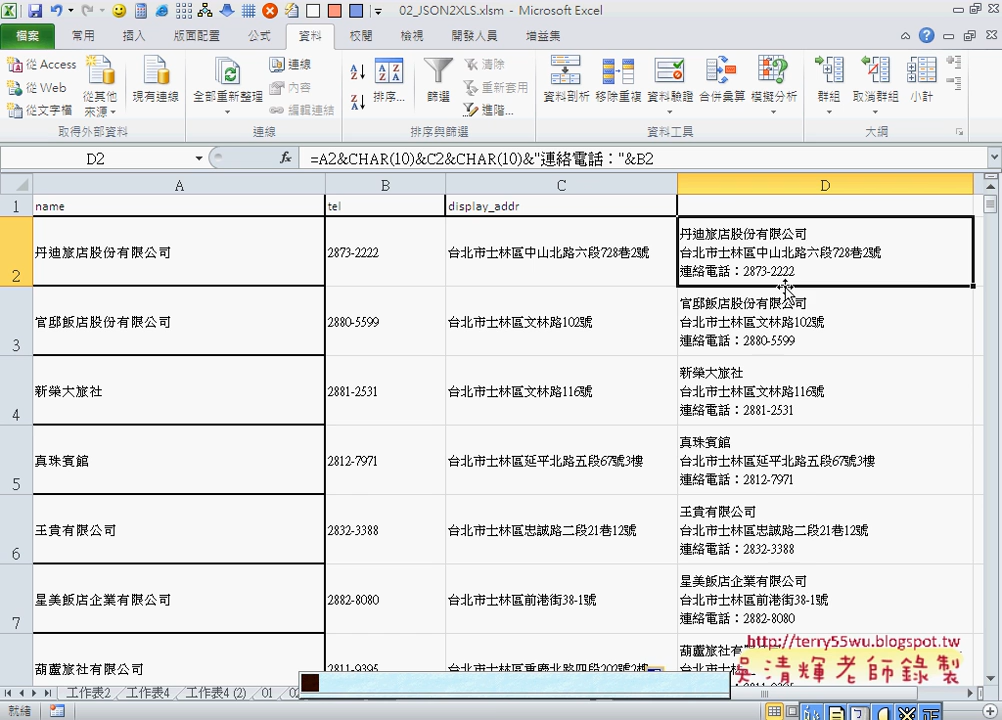 02_JSON2XLS.xlsm - Microsoft Excel
檔案 常用 插入 版面配置 公式 資料 校閱 檢視 開發人員 增益集
從 Access
從 Web
從文字檔
從其他
來源
現有連線
全部重新整理
連線
內容
編輯連結
排序...
篩選
清除
重新套用
進階...
資料剖析
移除重複
資料驗證
合併彙算
模擬分析
群組
取消群組
小計
取得外部資料 連線 排序與篩選 資料工具 大綱
D2 fx =A2&CHAR(10)&C2&CHAR(10)&"連絡電話："&B2
A B C D
1 name tel display_addr
2 丹迪旅店股份有限公司 2873-2222 台北市士林區中山北路六段728巷2號
丹迪旅店股份有限公司
台北市士林區中山北路六段728巷2號
連絡電話：2873-2222
3 官邸飯店股份有限公司 2880-5599 台北市士林區文林路102號
官邸飯店股份有限公司
台北市士林區文林路102號
連絡電話：2880-5599
4 新榮大旅社 2881-2531 台北市士林區文林路116號
新榮大旅社
台北市士林區文林路116號
連絡電話：2881-2531
5 真珠賓館 2812-7971 台北市士林區延平北路五段67號3樓
真珠賓館
台北市士林區延平北路五段67號3樓
連絡電話：2812-7971
6 王貴有限公司 2832-3388 台北市士林區忠誠路二段21巷12號
王貴有限公司
台北市士林區忠誠路二段21巷12號
連絡電話：2832-3388
7 星美飯店企業有限公司 2882-8080 台北市士林區前港街38-1號
星美飯店企業有限公司
台北市士林區前港街38-1號
連絡電話：2882-8080
葫蘆旅社有限公司 2811-9395 台北市士林區重慶北路四段202號2樓
http://terry55wu.blogspot.tw
吳清輝老師錄製
工作表2 工作表4 工作表4 (2) 01
就緒